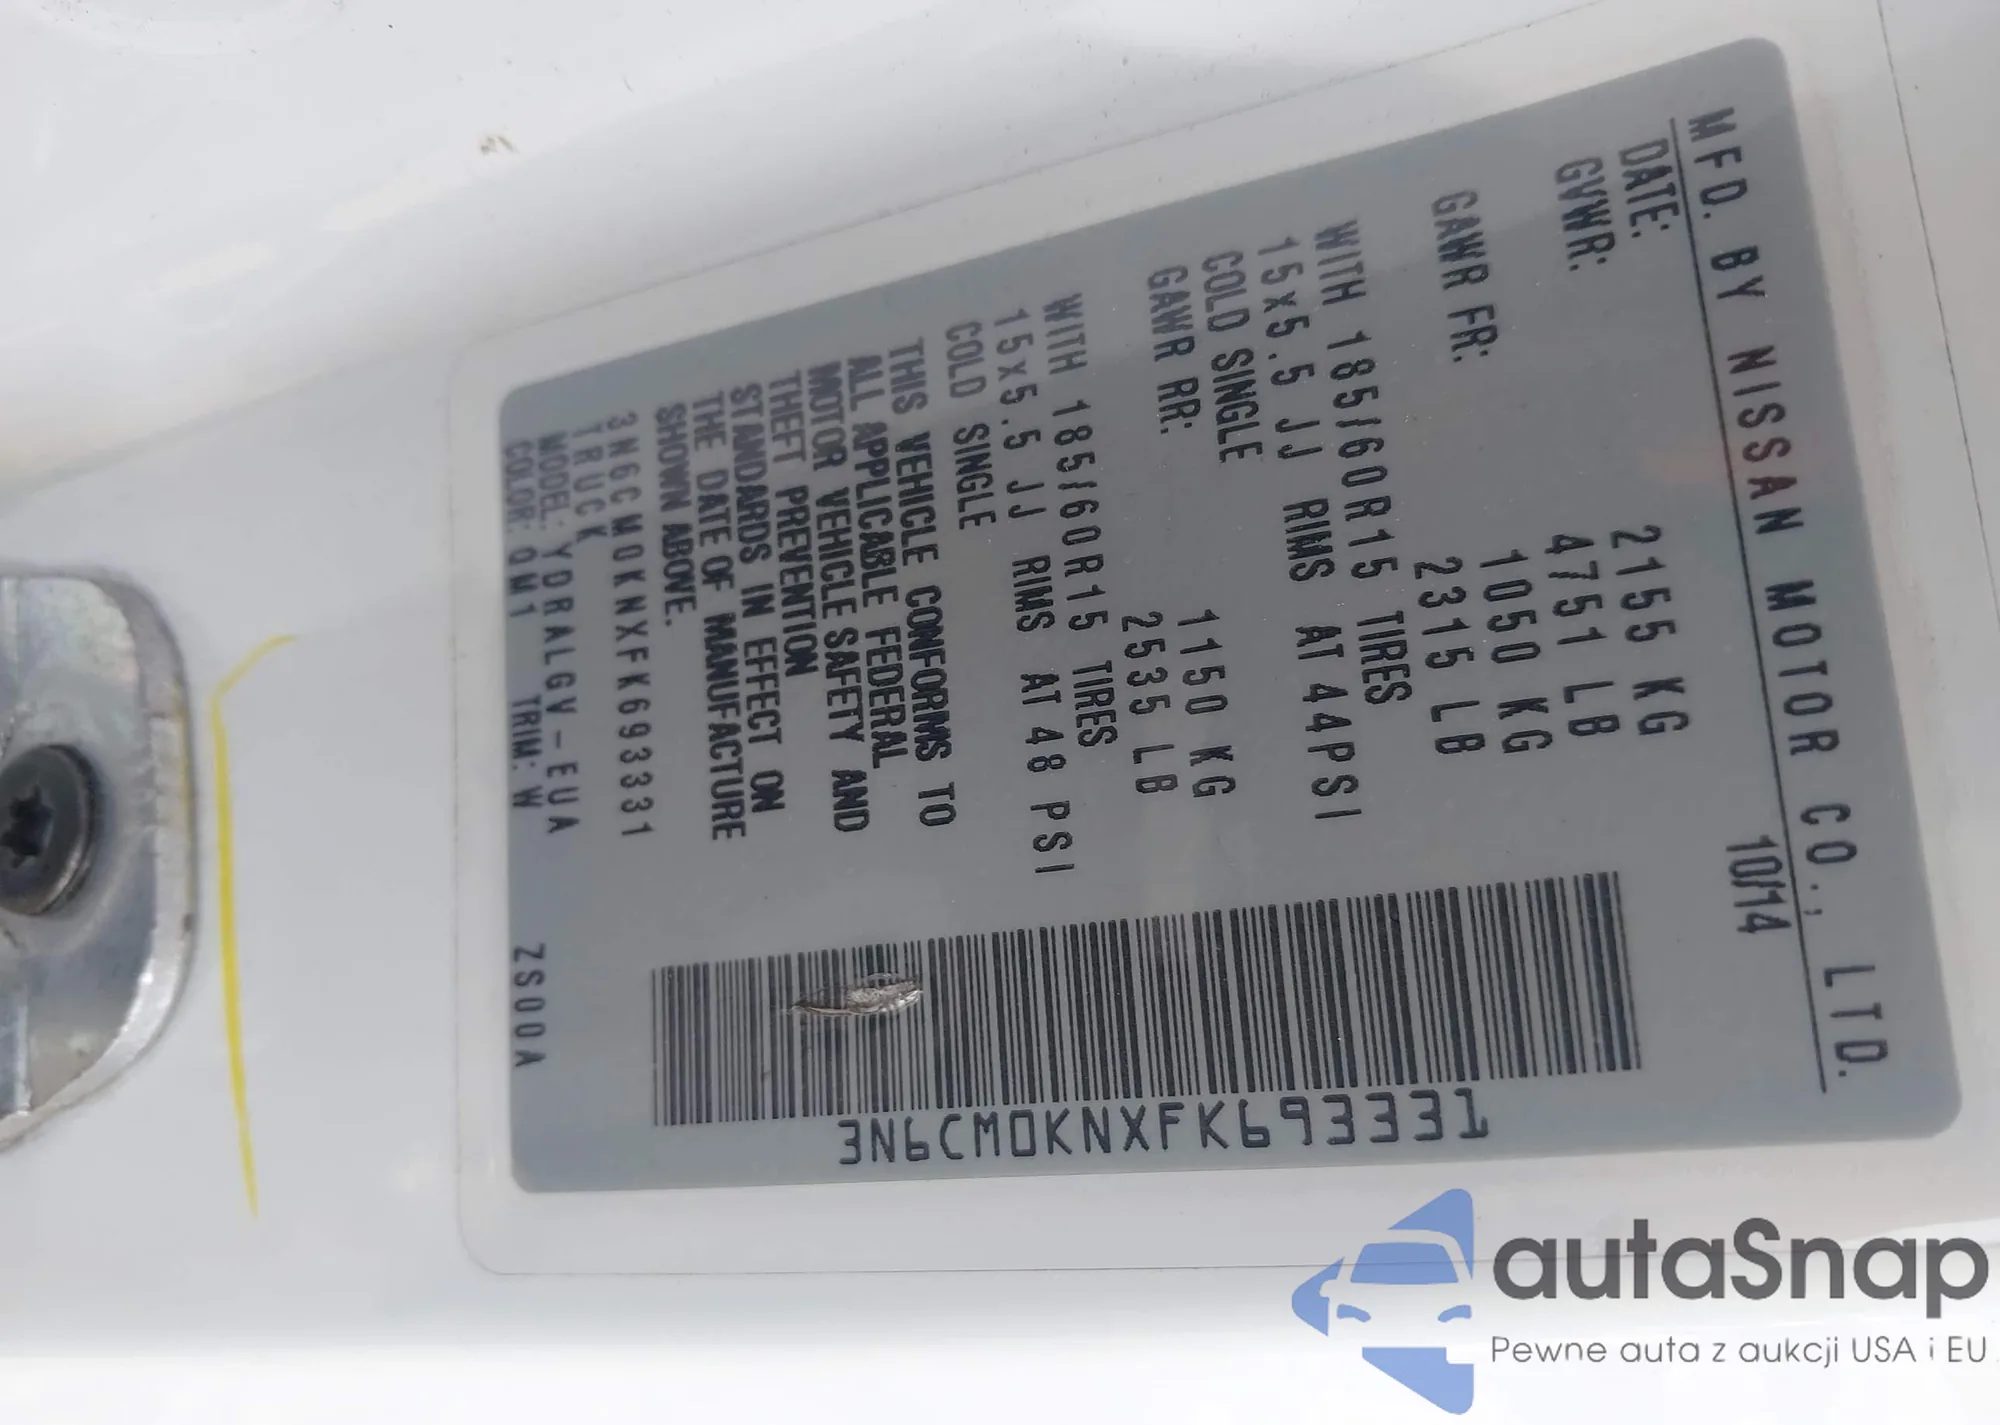 MFD. BY NISSAN MOTOR CO., LTD.
DATE: 10/14
GVWR: 2155 KG
4751 LB
GAWR FR: 1050 KG
2315 LB
WITH 185/60R15 TIRES
15x5.5 JJ RIMS AT 44PSI
COLD SINGLE
GAWR RR: 1150 KG
2535 LB
WITH 185/60R15 TIRES
15x5.5 JJ RIMS AT 48 PSI
COLD SINGLE
THIS VEHICLE CONFORMS TO
ALL APPLICABLE FEDERAL
MOTOR VEHICLE SAFETY AND
THEFT PREVENTION
STANDARDS IN EFFECT ON
THE DATE OF MANUFACTURE
SHOWN ABOVE.
3N6CM0KNXFK693331
TRUCK
MODEL: YDRALGV-EUA
COLOR: QM1 TRIM: W ZS00A
3N6CM0KNXFK693331
autaSnap
Pewne auta z aukcji USA i EU